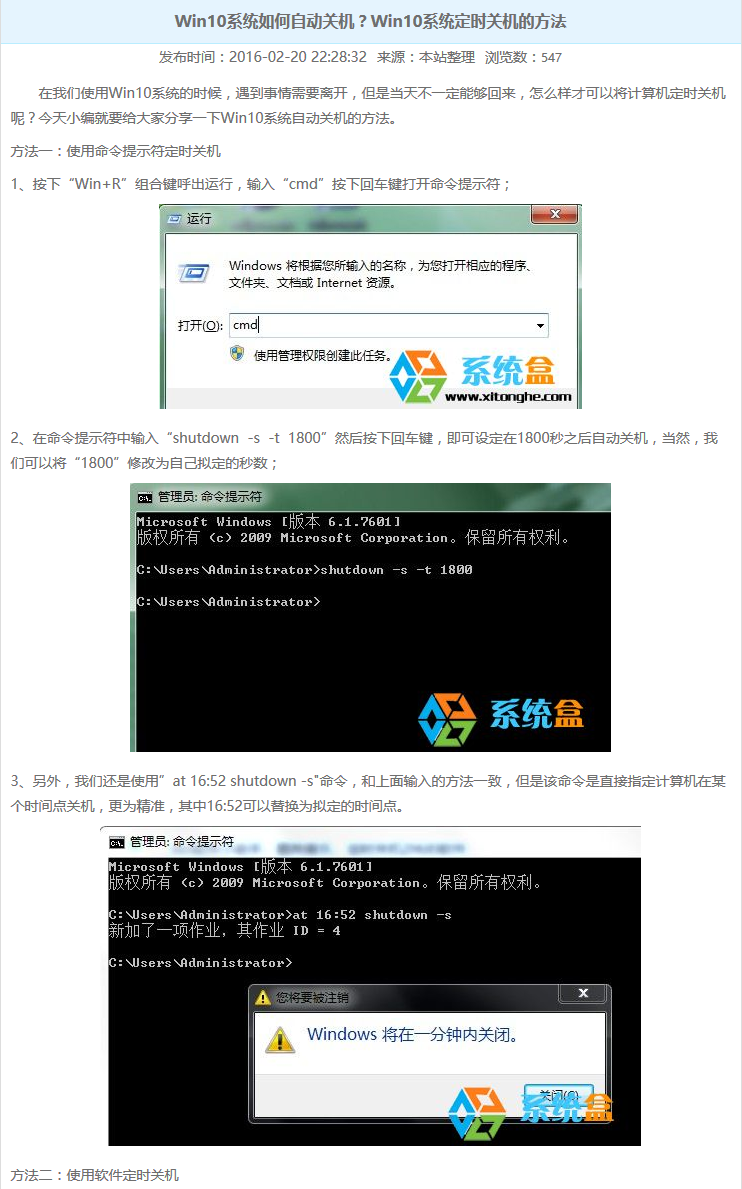 Win10系统如何自动关机？Win10系统定时关机的方法
发布时间：2016-02-20 22:28:32 来源：本站整理 浏览数：547
在我们使用Win10系统的时候，遇到事情需要离开，但是当天不一定能够回来，怎么样才可以将计算机定时关机
呢？今天小编就要给大家分享一下Win10系统自动关机的方法。
方法一：使用命令提示符定时关机
1、按下“Win+R”组合键呼出运行，输入“cmd”按下回车键打开命令提示符；
运行
Windows 将根据您所输入的名称，为您打开相应的程序、
文件夹、文档或 Internet 资源。
打开(O): cmd
使用管理权限创建此任务。
系统盒
www.xitonghe.com
2、在命令提示符中输入“shutdown -s -t 1800”然后按下回车键，即可设定在1800秒之后自动关机，当然，我
们可以将“1800”修改为自己拟定的秒数；
管理员: 命令提示符
Microsoft Windows [版本 6.1.7601]
版权所有 (c) 2009 Microsoft Corporation。保留所有权利。
C:\Users\Administrator>shutdown -s -t 1800
C:\Users\Administrator>
系统盒
3、另外，我们还是使用”at 16:52 shutdown -s"命令，和上面输入的方法一致，但是该命令是直接指定计算机在某
个时间点关机，更为精准，其中16:52可以替换为拟定的时间点。
管理员: 命令提示符
Microsoft Windows [版本 6.1.7601]
版权所有 (c) 2009 Microsoft Corporation。保留所有权利。
C:\Users\Administrator>at 16:52 shutdown -s
新加了一项作业，其作业 ID = 4
C:\Users\Administrator>
您将要被注销
Windows 将在一分钟内关闭。
关闭(C)
系统盒
方法二：使用软件定时关机